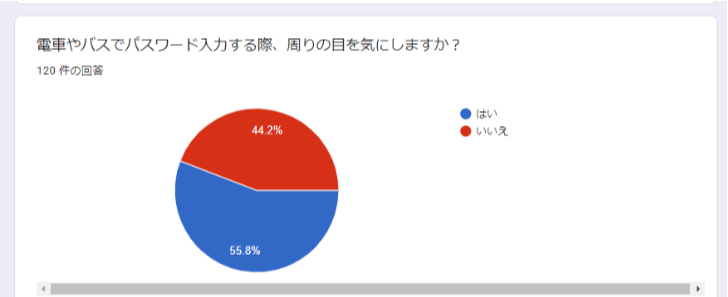 電車やバスでパスワード入力する際、周りの目を気にしますか？
120 件の回答
はい
いいえ
44.2%
55.8%